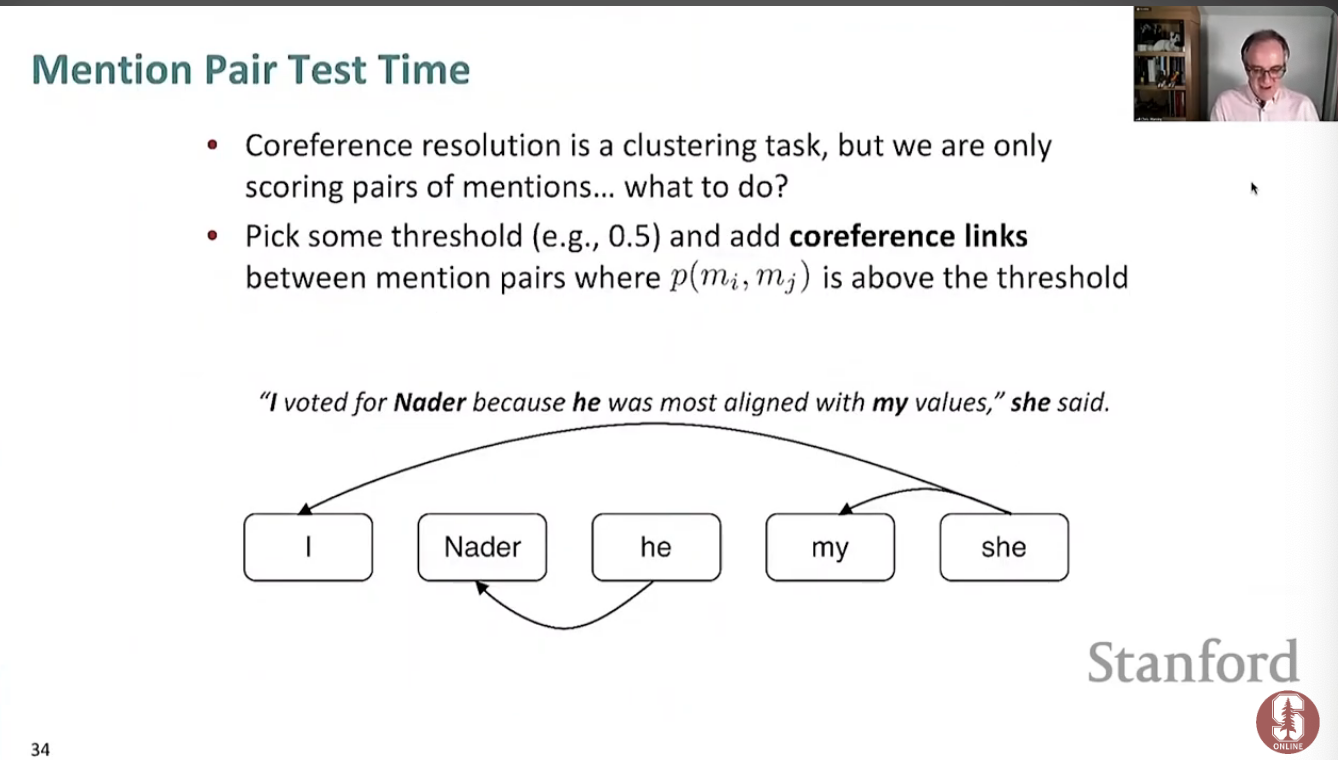 Mention Pair Test Time
• Coreference resolution is a clustering task, but we are only
scoring pairs of mentions... what to do?
• Pick some threshold (e.g., 0.5) and add coreference links
between mention pairs where p(mᵢ, mⱼ) is above the threshold
“I voted for Nader because he was most aligned with my values,” she said.
I
Nader
he
my
she
Stanford
S
ONLINE
34